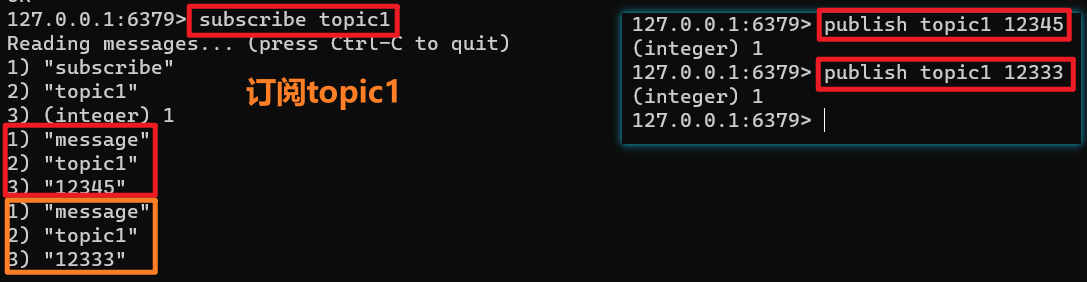 127.0.0.1:6379> subscribe topic1
Reading messages... (press Ctrl-C to quit)
1) "subscribe"
2) "topic1"
3) (integer) 1
1) "message"
2) "topic1"
3) "12345"
1) "message"
2) "topic1"
3) "12333"
订阅topic1
127.0.0.1:6379> publish topic1 12345
(integer) 1
127.0.0.1:6379> publish topic1 12333
(integer) 1
127.0.0.1:6379>